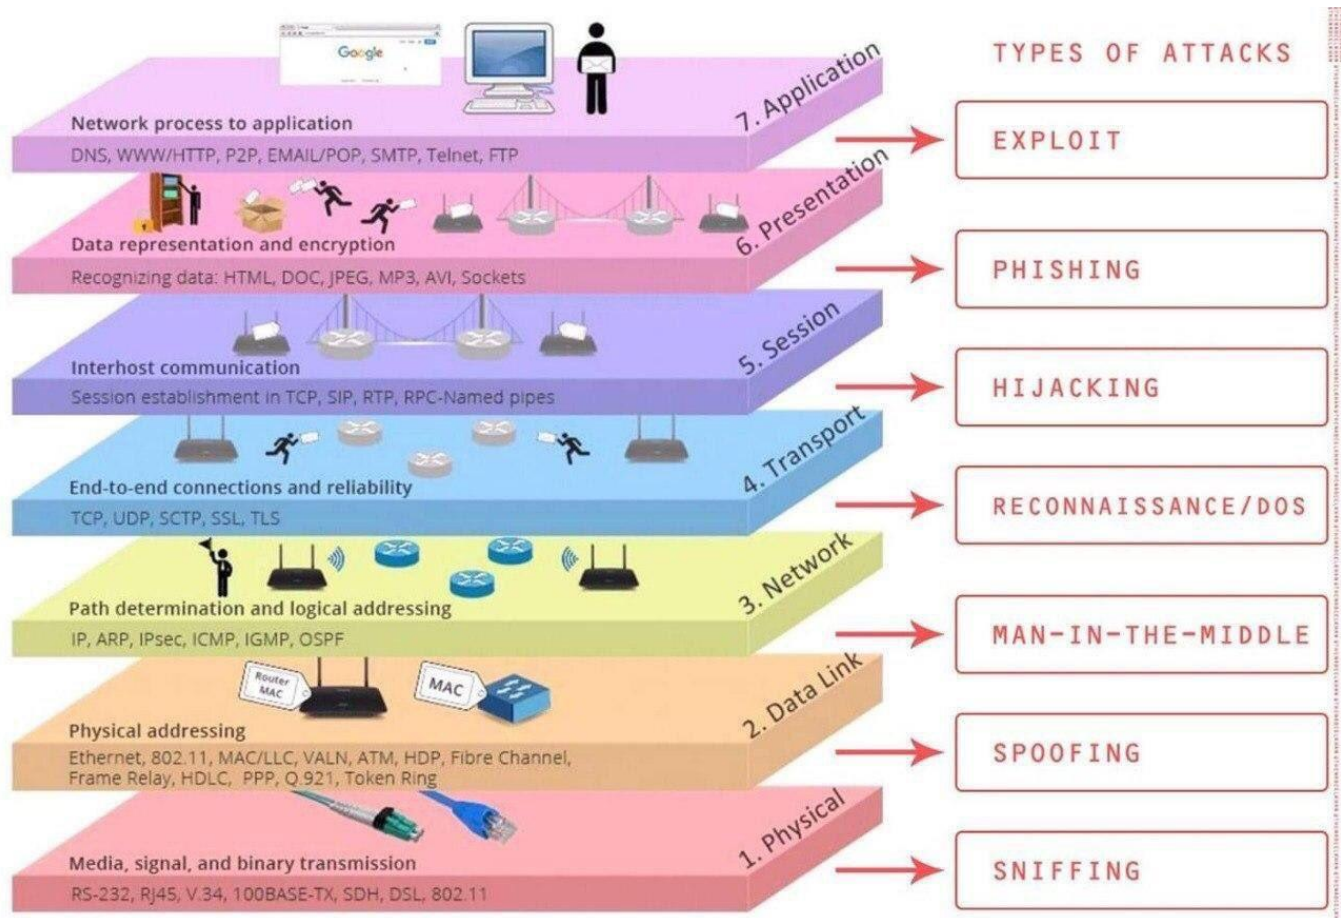 Google
TYPES OF ATTACKS
7. Application
Network process to application
DNS, WWW/HTTP, P2P, EMAIL/POP, SMTP, Telnet, FTP
EXPLOIT
6. Presentation
Data representation and encryption
Recognizing data: HTML, DOC, JPEG, MP3, AVI, Sockets
PHISHING
5. Session
Interhost communication
Session establishment in TCP, SIP, RTP, RPC-Named pipes
HIJACKING
4. Transport
End-to-end connections and reliability
TCP, UDP, SCTP, SSL, TLS
RECONNAISSANCE/DOS
3. Network
Path determination and logical addressing
IP, ARP, IPsec, ICMP, IGMP, OSPF
MAN-IN-THE-MIDDLE
Router
MAC
MAC
2. Data Link
Physical addressing
Ethernet, 802.11, MAC/LLC, VALN, ATM, HDP, Fibre Channel,
Frame Relay, HDLC, PPP, Q.921, Token Ring
SPOOFING
1. Physical
Media, signal, and binary transmission
RS-232, RJ45, V.34, 100BASE-TX, SDH, DSL, 802.11
SNIFFING